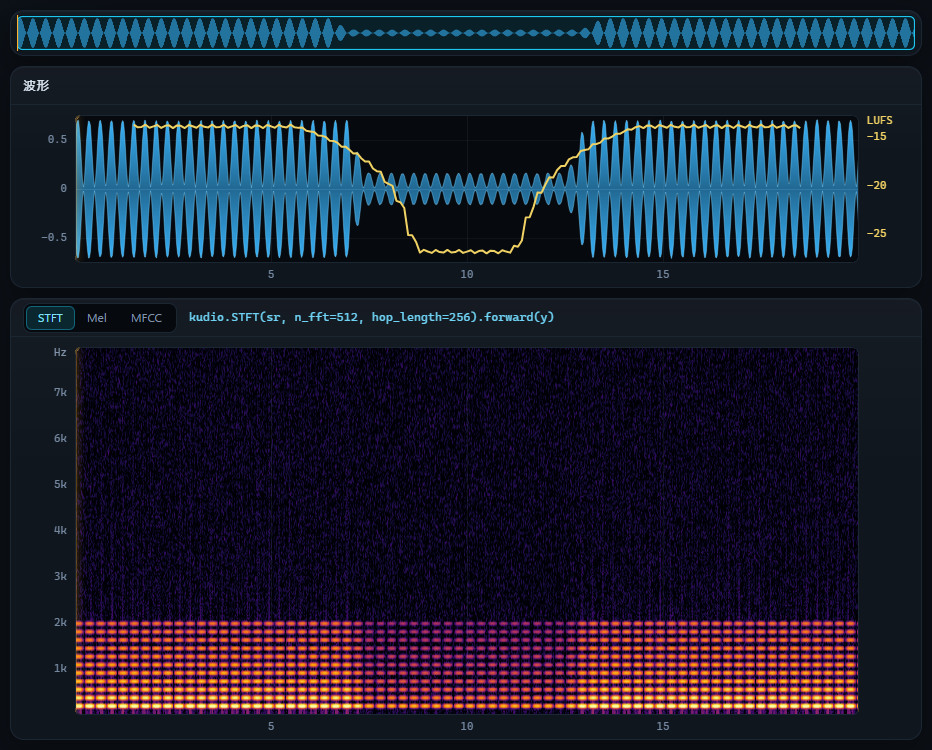 波形
LUFS
0.5
-15
0
-20
−0.5
-25
5 10 15
STFT Mel MFCC kudio.STFT(sr, n_fft=512, hop_length=256).forward(y)
Hz
7k
6k
5k
4k
3k
2k
1k
5 10 15